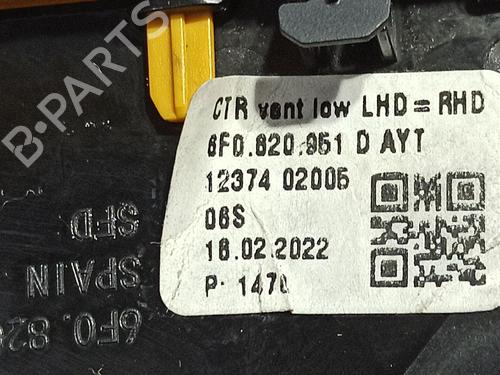 CTR vent low LHD = RHD
6F0.820.951 D AYT
12374 02005
06S
16.02.2022
P: 1470
SFD
SPAIN
6F0.820
B-PARTS